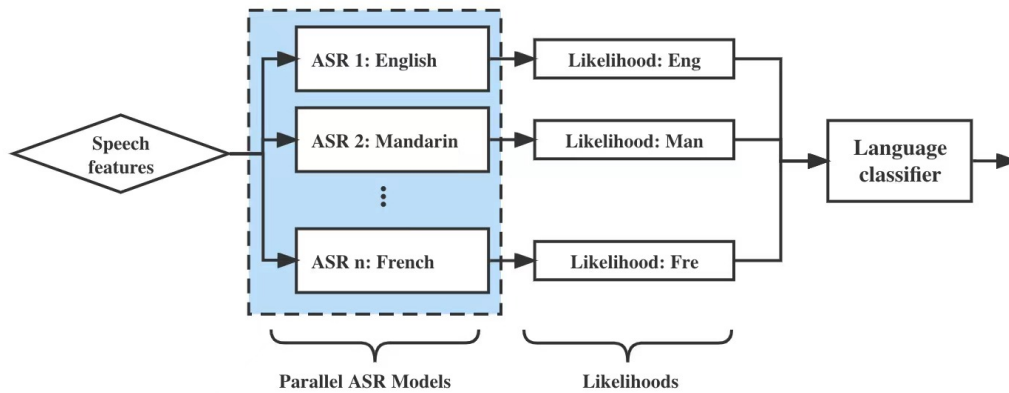 Speech
features
ASR 1: English
ASR 2: Mandarin
ASR n: French
Likelihood: Eng
Likelihood: Man
Likelihood: Fre
Language
classifier
Parallel ASR Models
Likelihoods